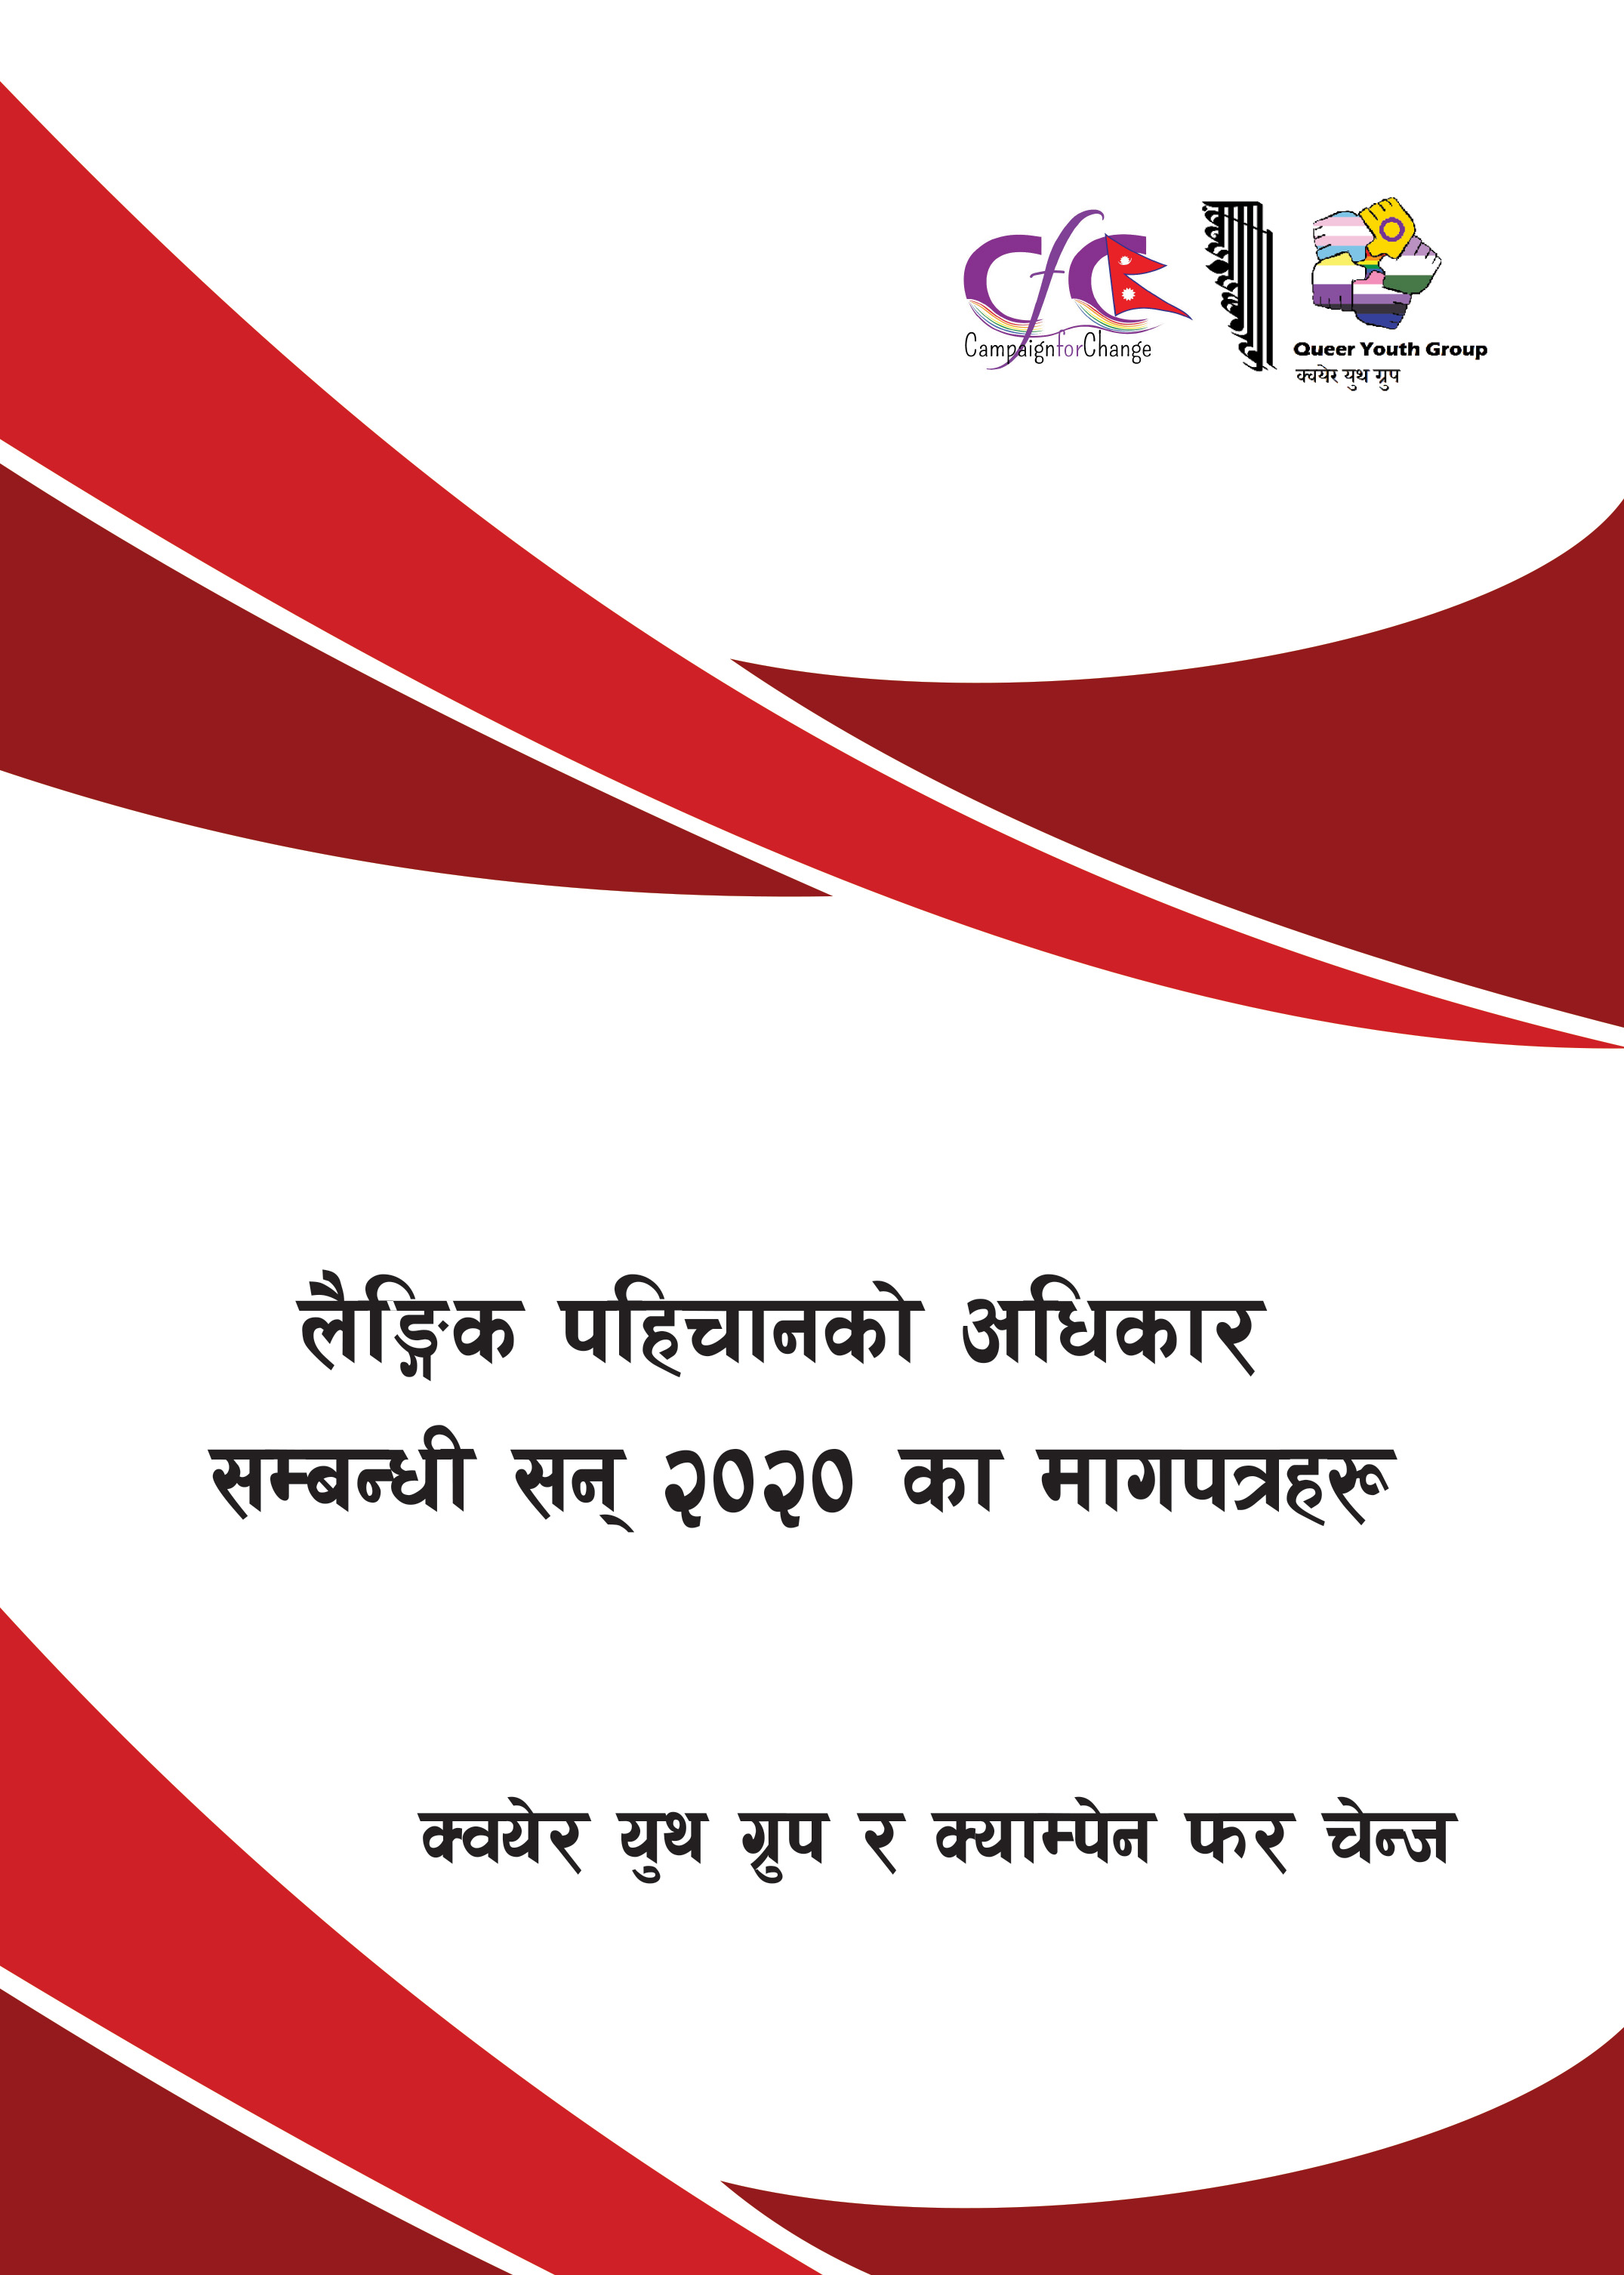 CampaignforChange
Queer Youth Group
क्वयेर युथ ग्रुप
लैङ्गिक पहिचानको अधिकार
सम्बन्धी सन् २०२० का मागपत्रहरु
क्वयेर युथ ग्रुप र क्याम्पेन फर चेन्ज